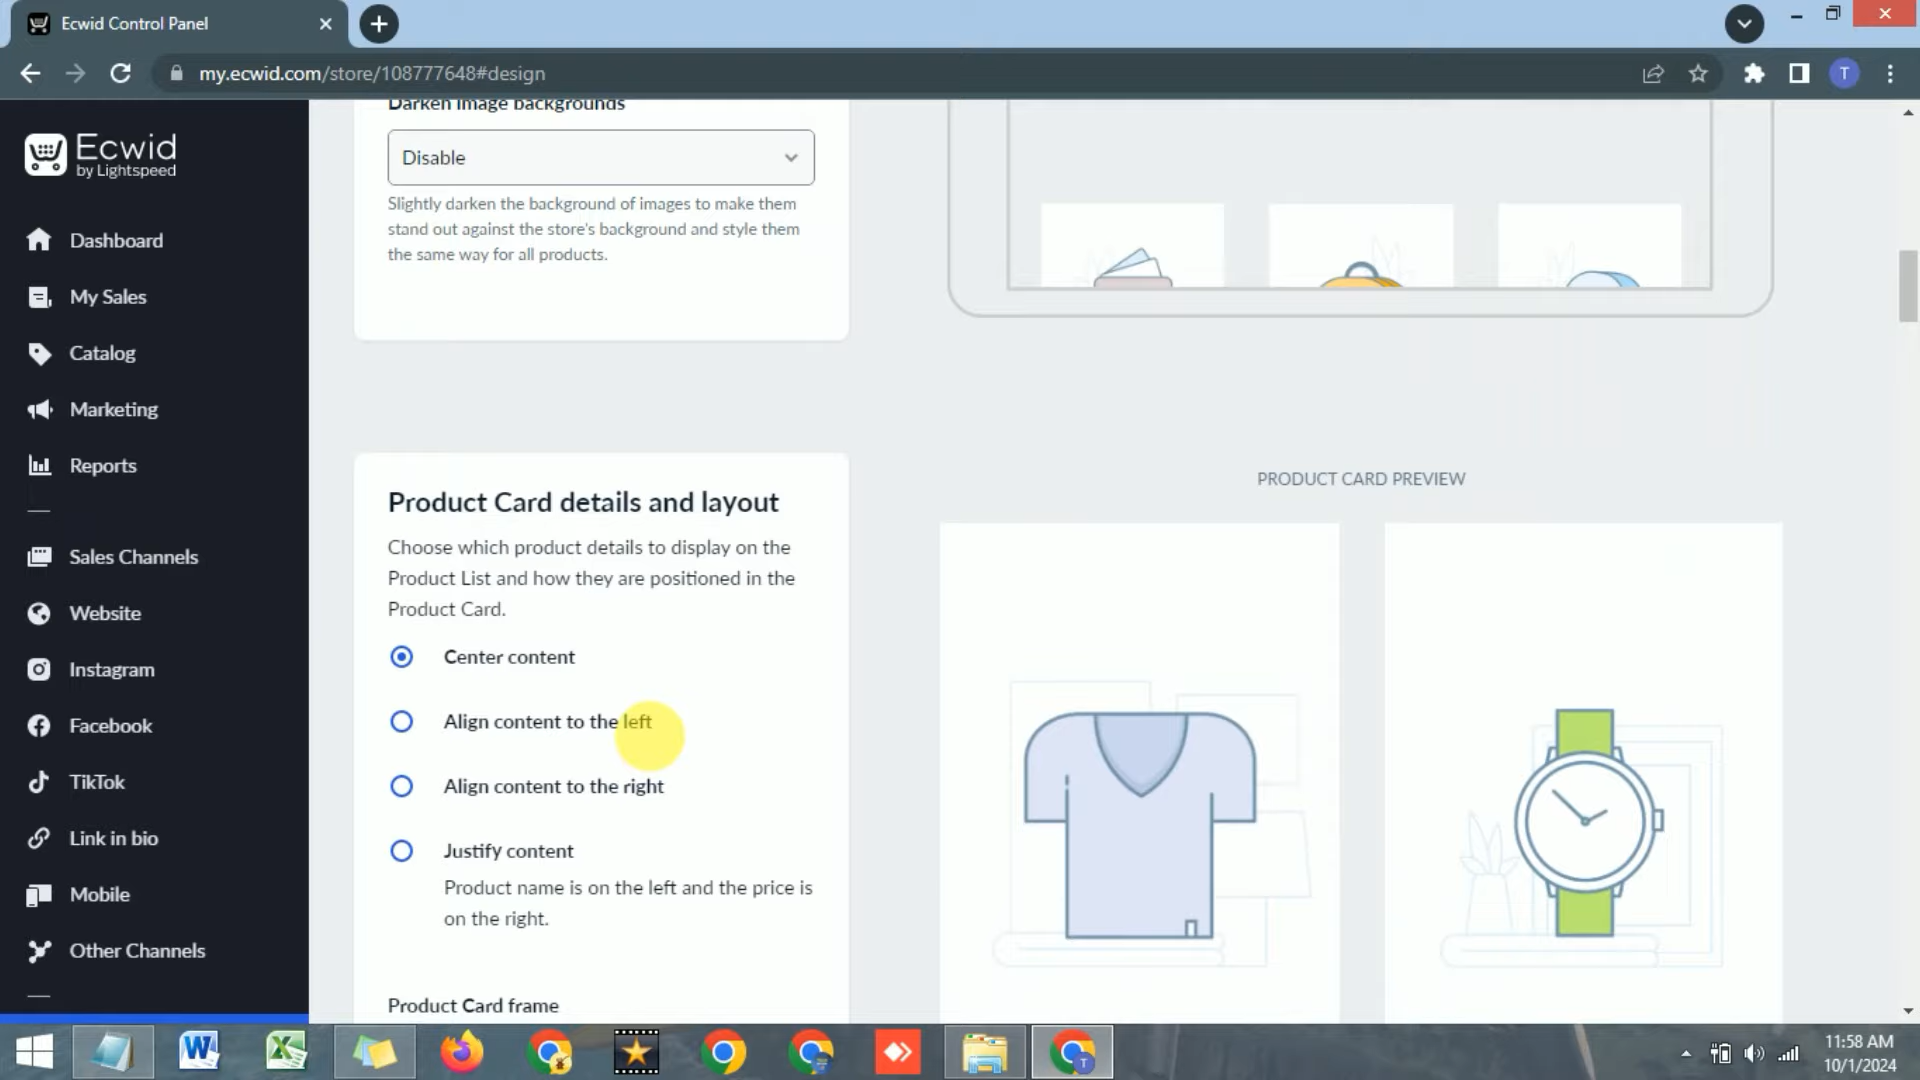 Ecwid Control Panel
my.ecwid.com/store/108777648#design
T
Ecwid
by Lightspeed
Dashboard
My Sales
Catalog
Marketing
Reports
Sales Channels
Website
Instagram
Facebook
TikTok
Link in bio
Mobile
Other Channels
Darken image backgrounds
Disable
Slightly darken the background of images to make them
stand out against the store's background and style them
the same way for all products.
Product Card details and layout
Choose which product details to display on the
Product List and how they are positioned in the
Product Card.
Center content
Align content to the left
Align content to the right
Justify content
Product name is on the left and the price is
on the right.
Product Card frame
PRODUCT CARD PREVIEW
11:58 AM
10/1/2024